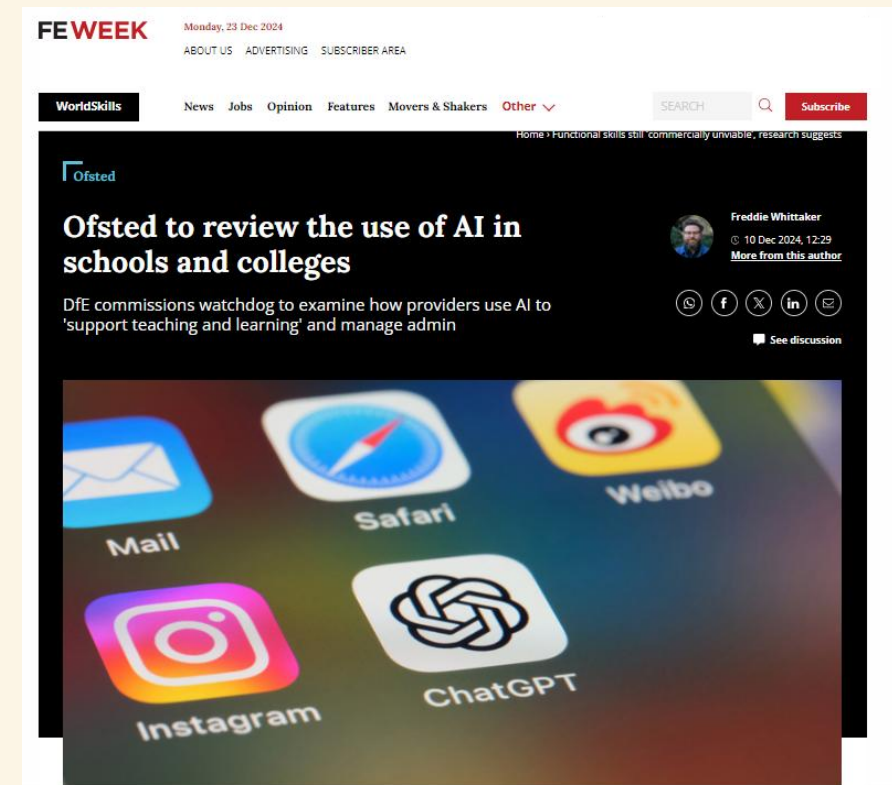 FEWEEK
Monday, 23 Dec 2024
ABOUT US ADVERTISING SUBSCRIBER AREA
WorldSkills
News Jobs Opinion Features Movers & Shakers Other
SEARCH
Subscribe
Home › Functional skills still 'commercially unviable', research suggests
Ofsted
Ofsted to review the use of AI in
schools and colleges
DfE commissions watchdog to examine how providers use AI to
'support teaching and learning' and manage admin
Freddie Whittaker
10 Dec 2024, 12:29
More from this author
See discussion
Mail
Safari
Weibo
Instagram
ChatGPT